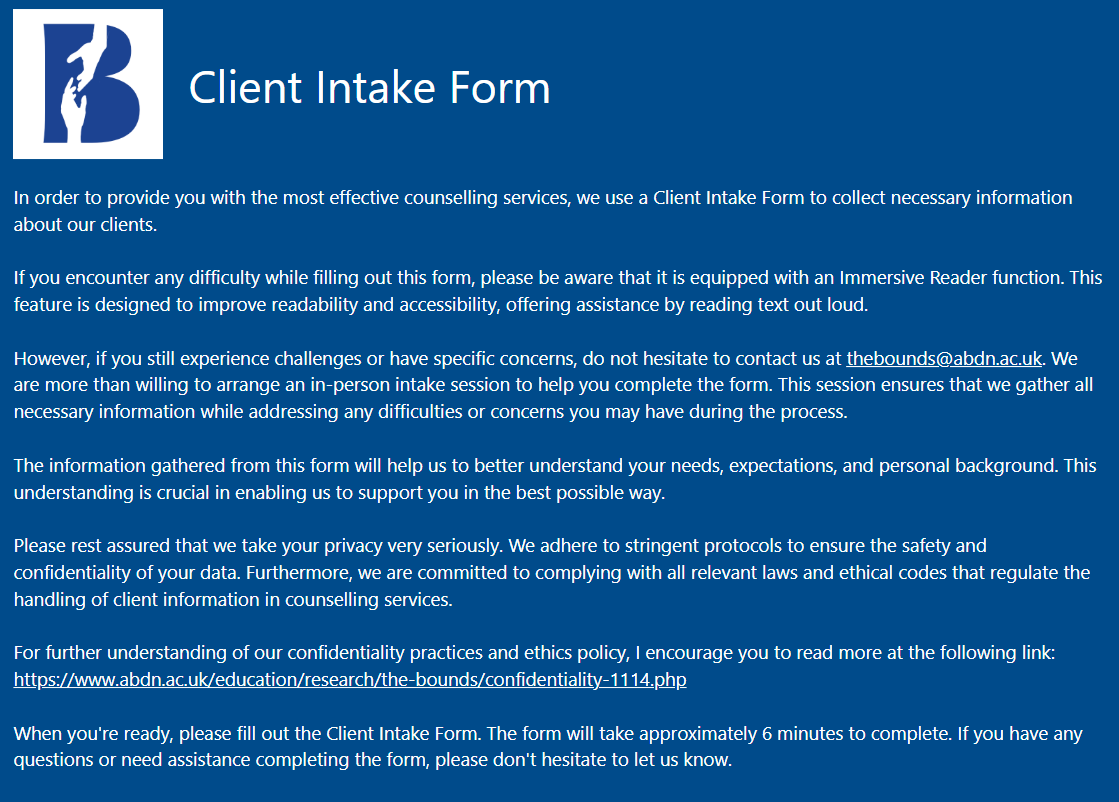 B
Client Intake Form
In order to provide you with the most effective counselling services, we use a Client Intake Form to collect necessary information
about our clients.
If you encounter any difficulty while filling out this form, please be aware that it is equipped with an Immersive Reader function. This
feature is designed to improve readability and accessibility, offering assistance by reading text out loud.
However, if you still experience challenges or have specific concerns, do not hesitate to contact us at thebounds@abdn.ac.uk. We
are more than willing to arrange an in-person intake session to help you complete the form. This session ensures that we gather all
necessary information while addressing any difficulties or concerns you may have during the process.
The information gathered from this form will help us to better understand your needs, expectations, and personal background. This
understanding is crucial in enabling us to support you in the best possible way.
Please rest assured that we take your privacy very seriously. We adhere to stringent protocols to ensure the safety and
confidentiality of your data. Furthermore, we are committed to complying with all relevant laws and ethical codes that regulate the
handling of client information in counselling services.
For further understanding of our confidentiality practices and ethics policy, I encourage you to read more at the following link:
https://www.abdn.ac.uk/education/research/the-bounds/confidentiality-1114.php
When you're ready, please fill out the Client Intake Form. The form will take approximately 6 minutes to complete. If you have any
questions or need assistance completing the form, please don't hesitate to let us know.